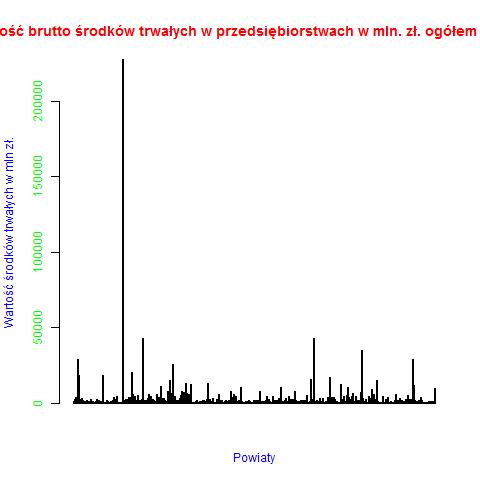 ość brutto środków trwałych w przedsiębiorstwach w mln. zł. ogółem
Wartość środków trwałych w mln zł.
200000
150000
100000
50000
0
Powiaty